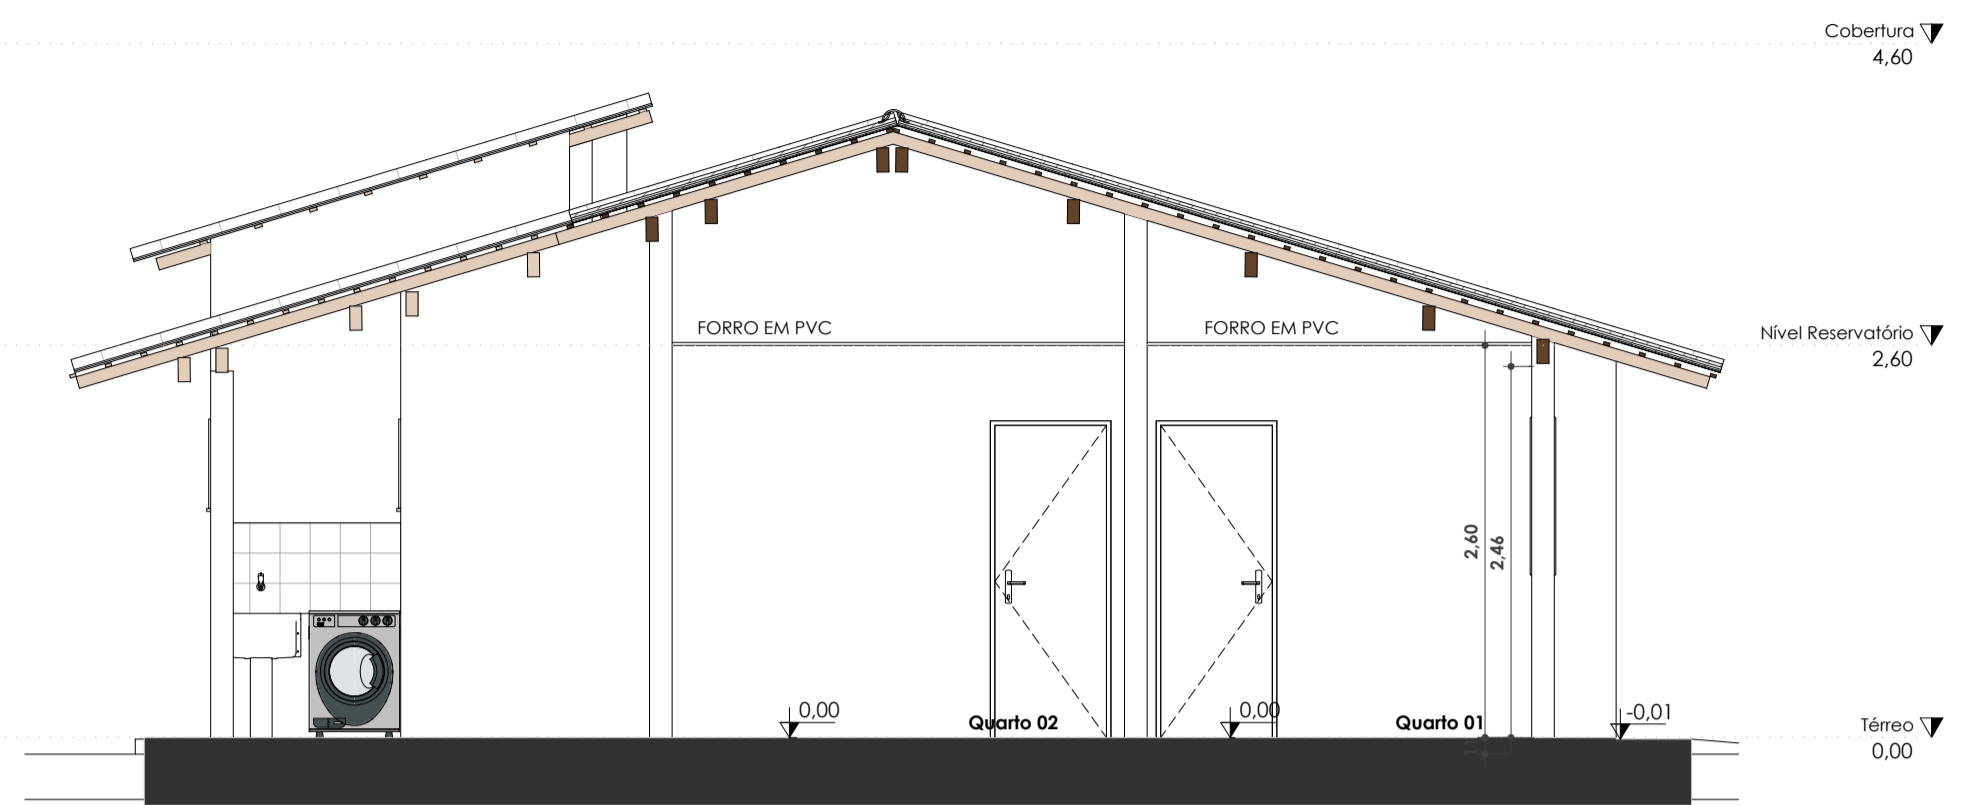 Cobertura
4,60
FORRO EM PVC
FORRO EM PVC
Nível Reservatório
2,60
2,60
2,46
0,00
Quarto 02
0,00
Quarto 01
-0,01
Térreo
0,00